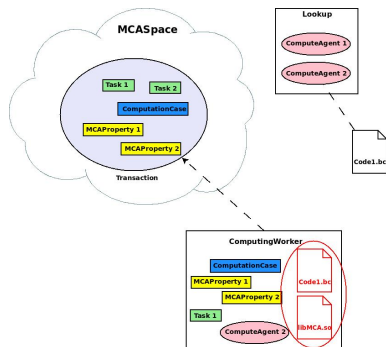 Lookup
ComputeAgent 1
ComputeAgent 2
Code1.bc
MCASpace
Task 1
Task 2
ComputationCase
MCAProperty 1
MCAProperty 2
Transaction
ComputingWorker
ComputationCase
MCAProperty 1
MCAProperty 2
Task 1
ComputeAgent 2
Code1.bc
libMCA.so